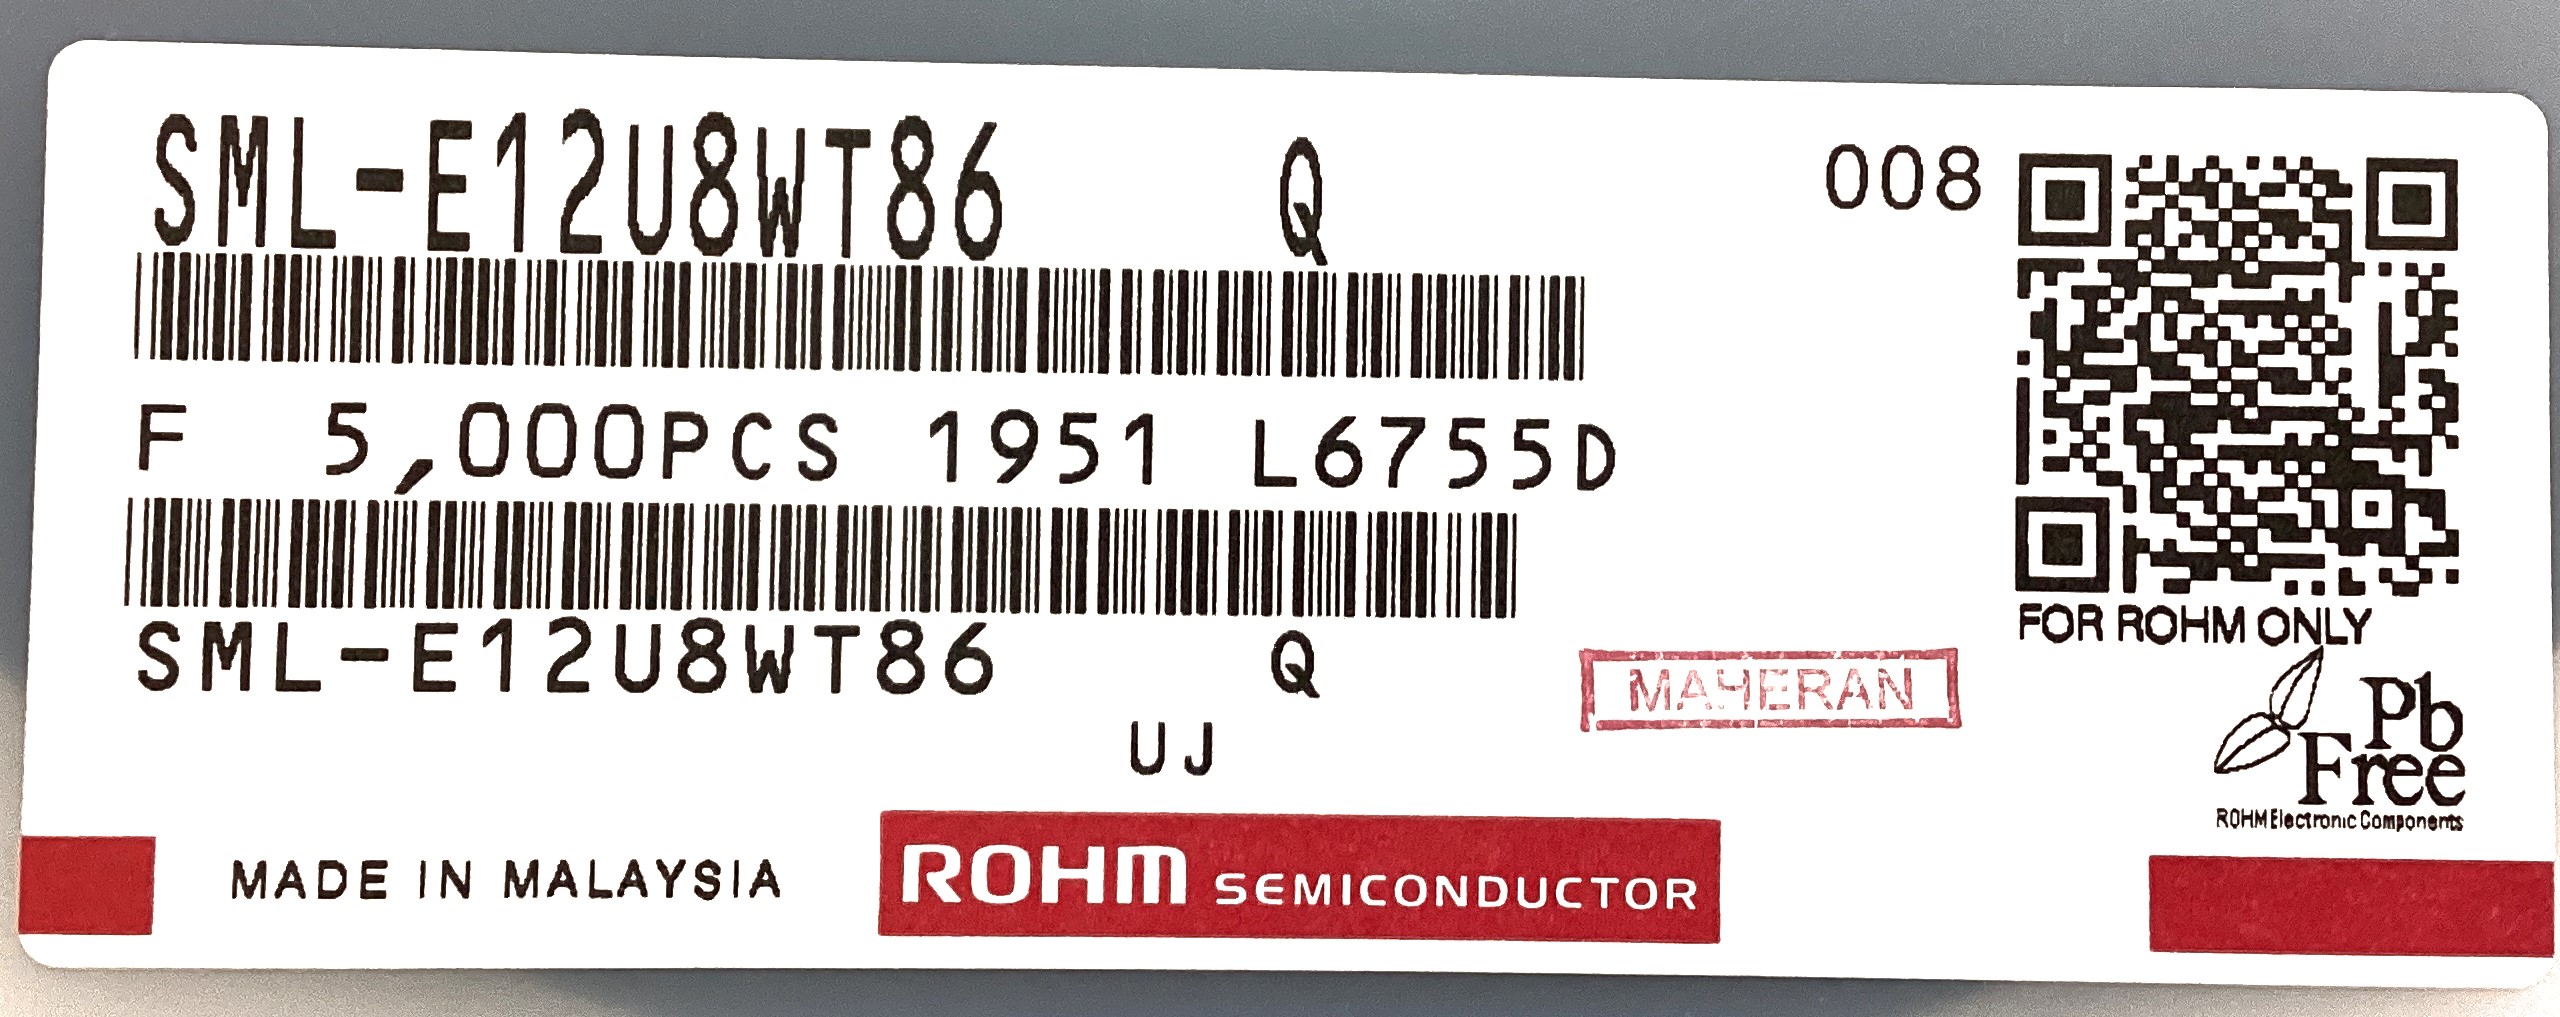 SML-E12U8WT86 Q 008
F 5,000PCS 1951 L6755D
FOR ROHM ONLY
SML-E12U8WT86 Q
MAHERAN
UJ
Pb
Free
ROHM Electronic Components
MADE IN MALAYSIA
ROHM SEMICONDUCTOR